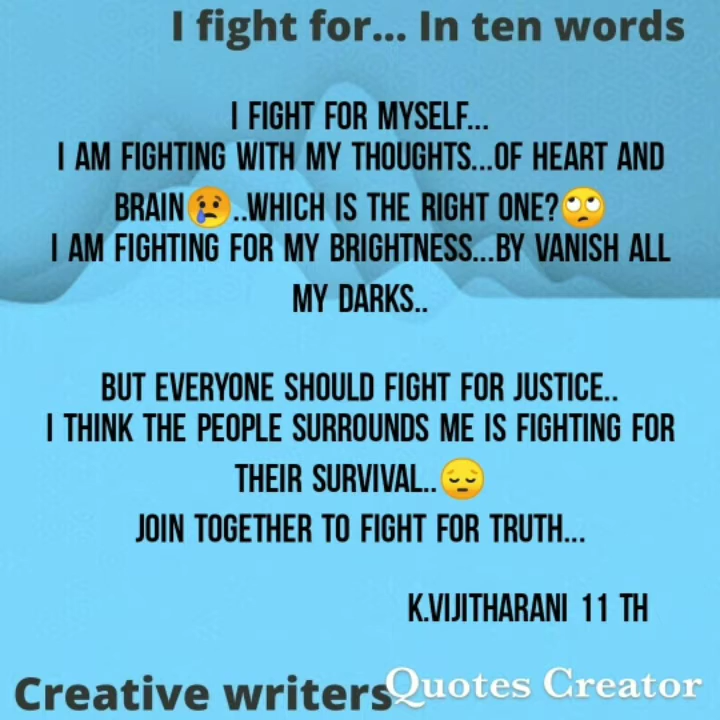 I fight for... In ten words
I FIGHT FOR MYSELF...
I AM FIGHTING WITH MY THOUGHTS...OF HEART AND
BRAIN😢..WHICH IS THE RIGHT ONE?🙄
I AM FIGHTING FOR MY BRIGHTNESS...BY VANISH ALL
MY DARKS..
BUT EVERYONE SHOULD FIGHT FOR JUSTICE..
I THINK THE PEOPLE SURROUNDS ME IS FIGHTING FOR
THEIR SURVIVAL..😔
JOIN TOGETHER TO FIGHT FOR TRUTH...
K.VIJITHARANI 11 TH
Creative writers
Quotes Creator